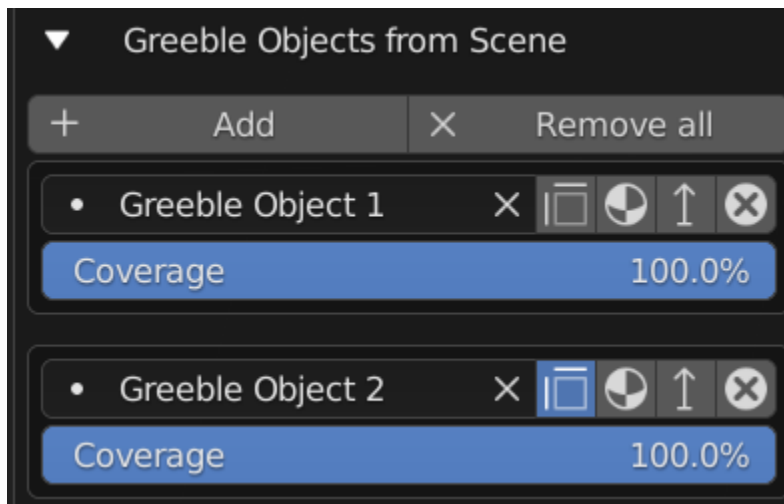 Greeble Objects from Scene
Add Remove all
Greeble Object 1
Coverage 100.0%
Greeble Object 2
Coverage 100.0%